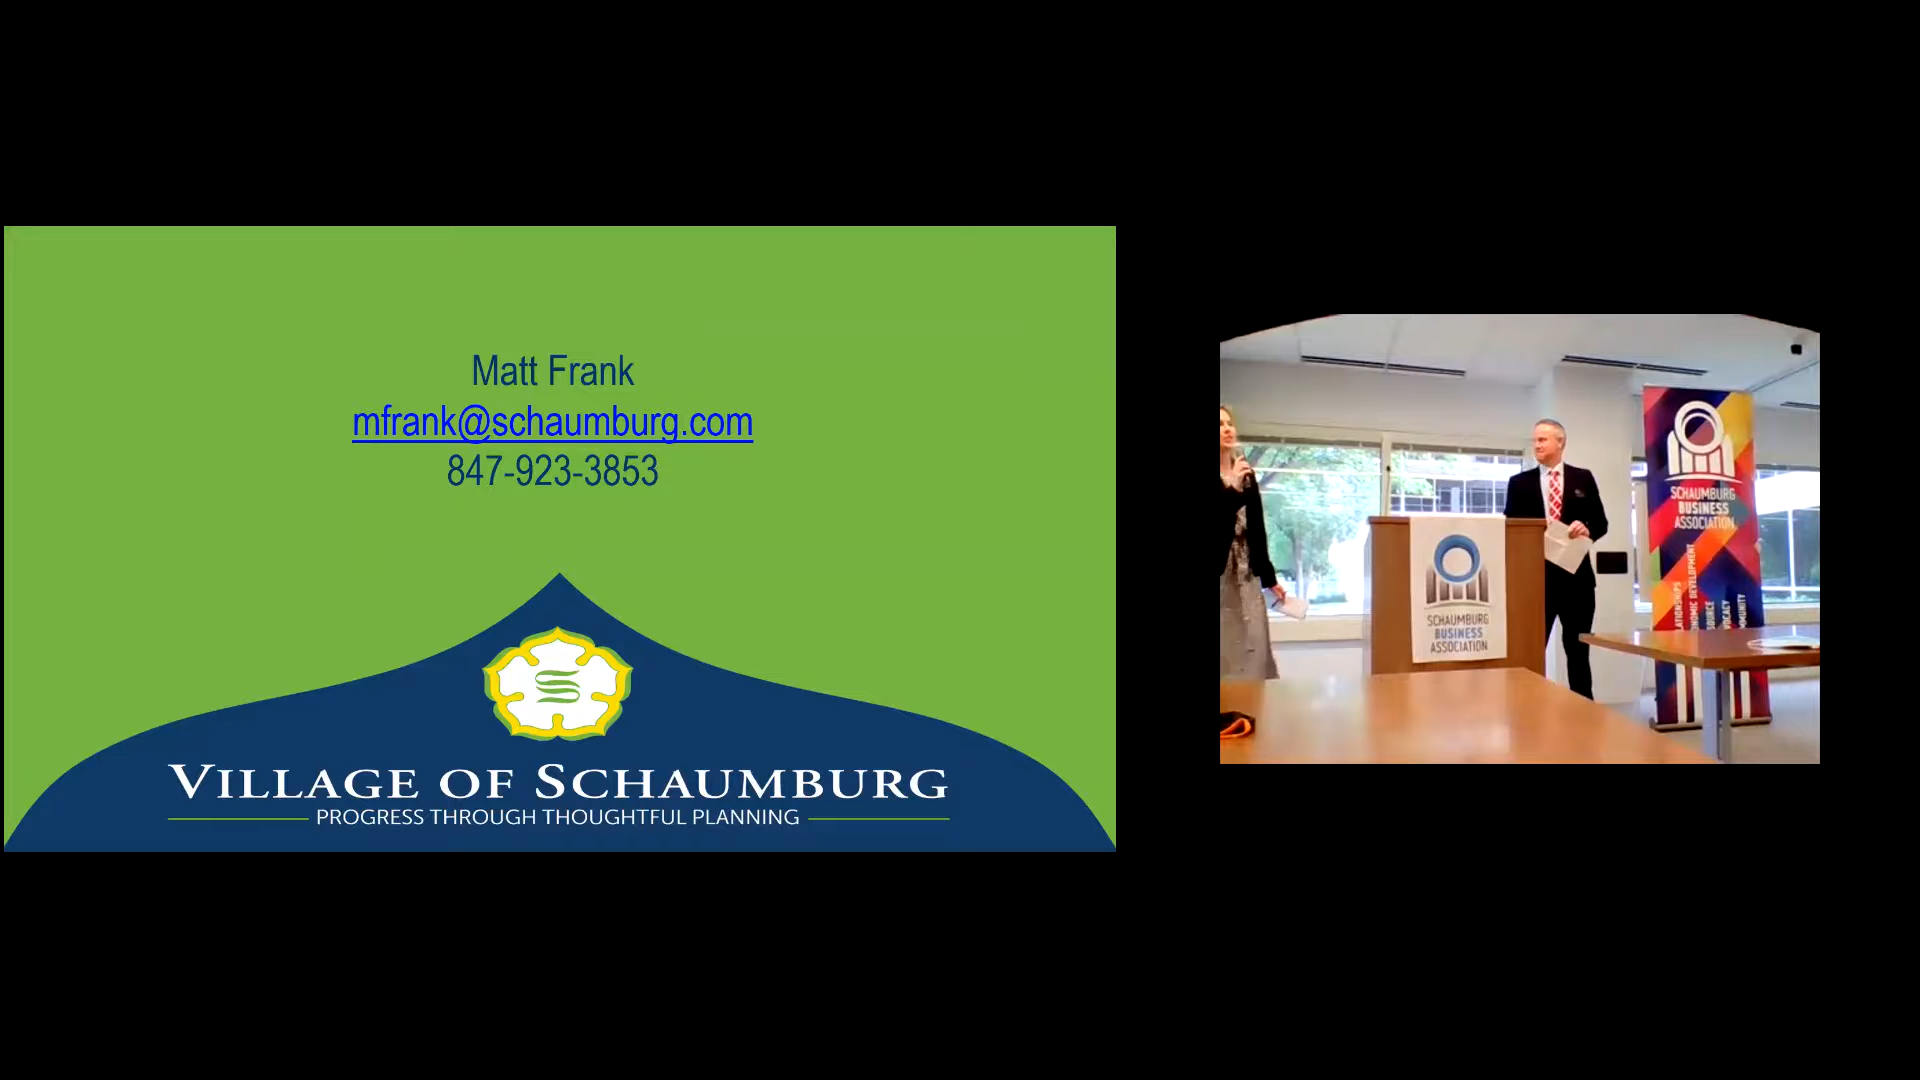 Matt Frank
mfrank@schaumburg.com
847-923-3853
VILLAGE OF SCHAUMBURG
PROGRESS THROUGH THOUGHTFUL PLANNING
SCHAUMBURG
BUSINESS
ASSOCIATION
SCHAUMBURG
BUSINESS
ASSOCIATION